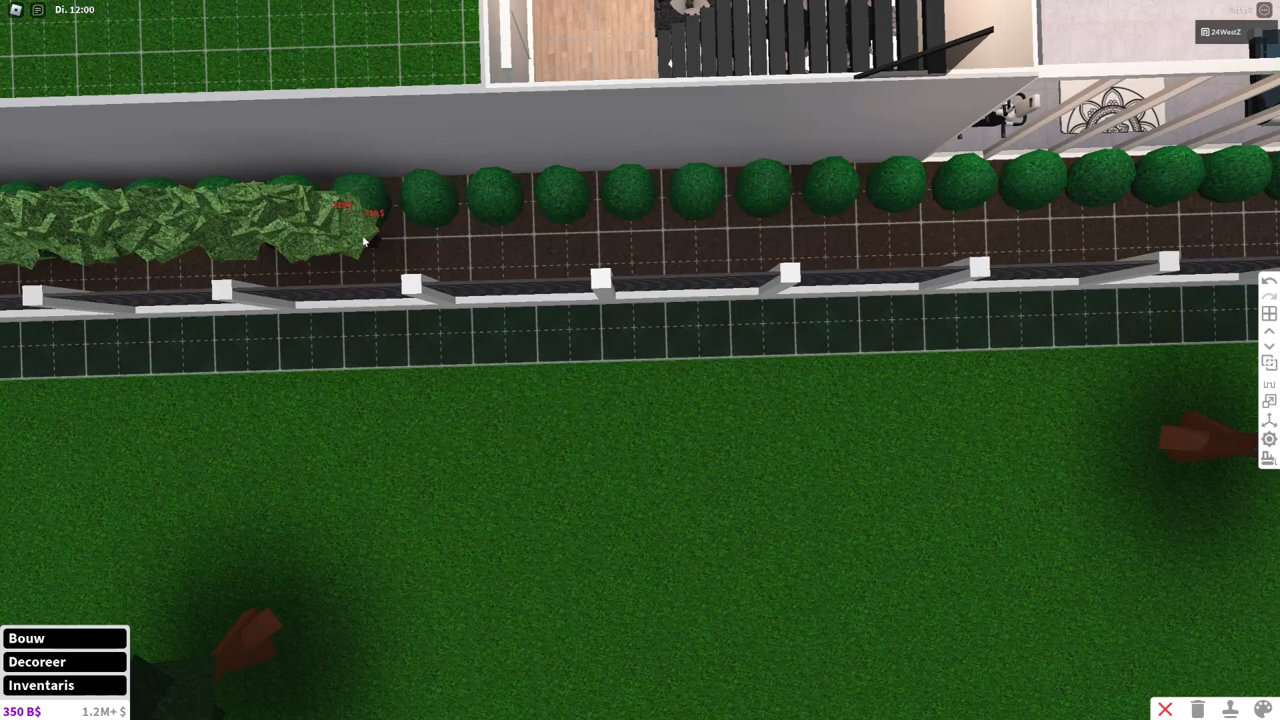 Di. 12:00
24WestZ
Bouw
Decoreer
Inventaris
350 B$
1.2M+ $